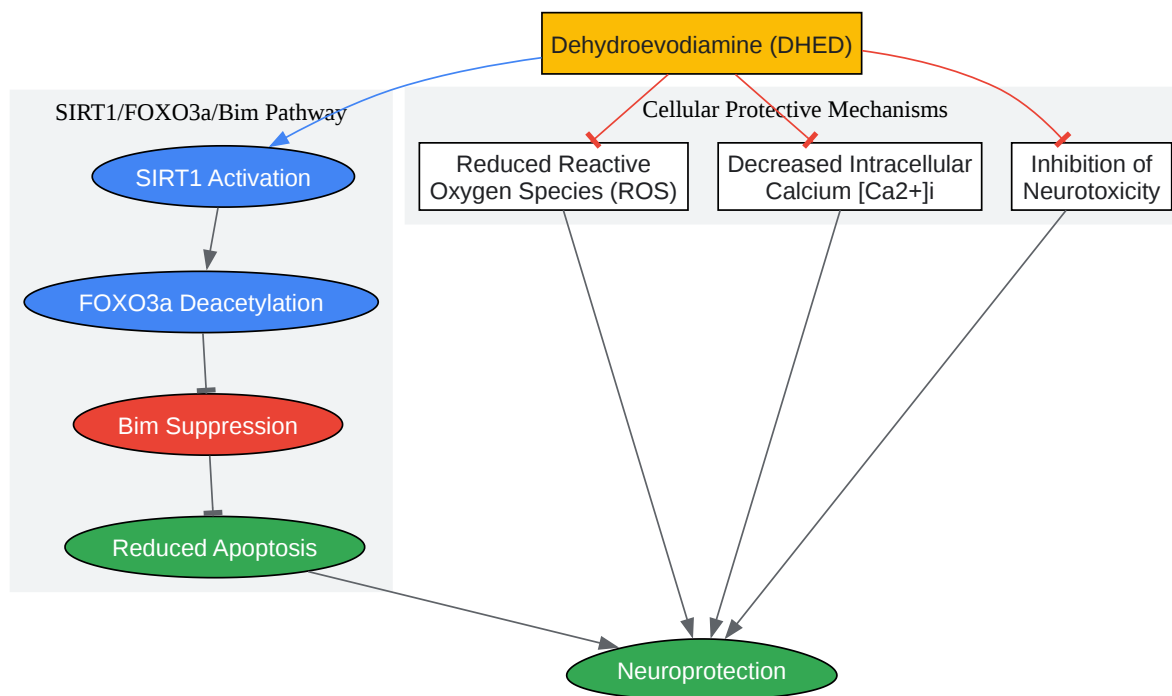 Dehydroevodiamine (DHED)
SIRT1/FOXO3a/Bim Pathway
Cellular Protective Mechanisms
SIRT1 Activation
Reduced Reactive
Oxygen Species (ROS)
Decreased Intracellular
Calcium [Ca2+]i
Inhibition of
Neurotoxicity
FOXO3a Deacetylation
Bim Suppression
Reduced Apoptosis
Neuroprotection